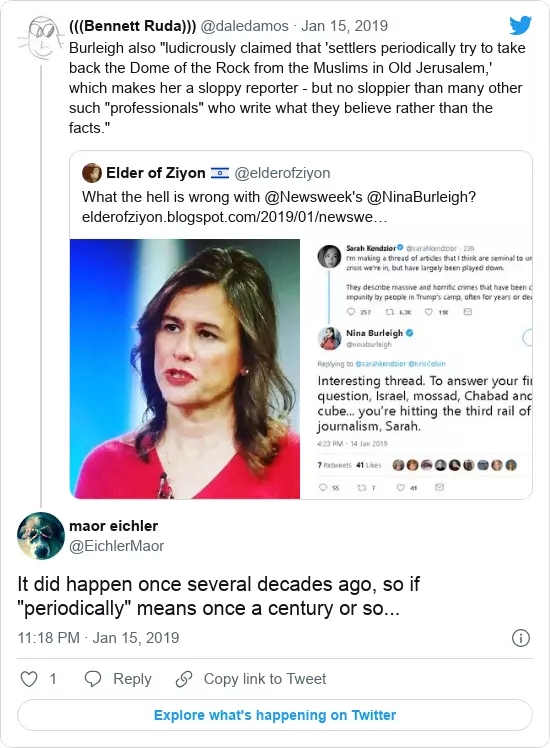 (((Bennett Ruda))) @daledamos · Jan 15, 2019
Burleigh also "ludicrously claimed that 'settlers periodically try to take
back the Dome of the Rock from the Muslims in Old Jerusalem,'
which makes her a sloppy reporter - but no sloppier than many other
such "professionals" who write what they believe rather than the
facts."
Elder of Ziyon @elderofziyon
What the hell is wrong with @Newsweek's @NinaBurleigh?
elderofziyon.blogspot.com/2019/01/newswe…
Sarah Kendzior @sarahkendzior · 23h
I'm making a thread of articles that I think are seminal to
crisis we're in, but have largely been played down.
They describe massive and horrific crimes that have been
impunity by people in Trump's camp, often for years or
257 6.3K 11K
Nina Burleigh
@ninaburleigh
Replying to @sarahkendzior @KrisColvin
Interesting thread. To answer your
question, Israel, mossad, Chabad and
cube... you're hitting the third rail of
journalism, Sarah.
4:23 PM · 14 Jan 2019
7 Retweets 41 Likes
55 7 41
maor eichler
@EichlerMaor
It did happen once several decades ago, so if
"periodically" means once a century or so...
11:18 PM · Jan 15, 2019
1 Reply Copy link to Tweet
Explore what's happening on Twitter